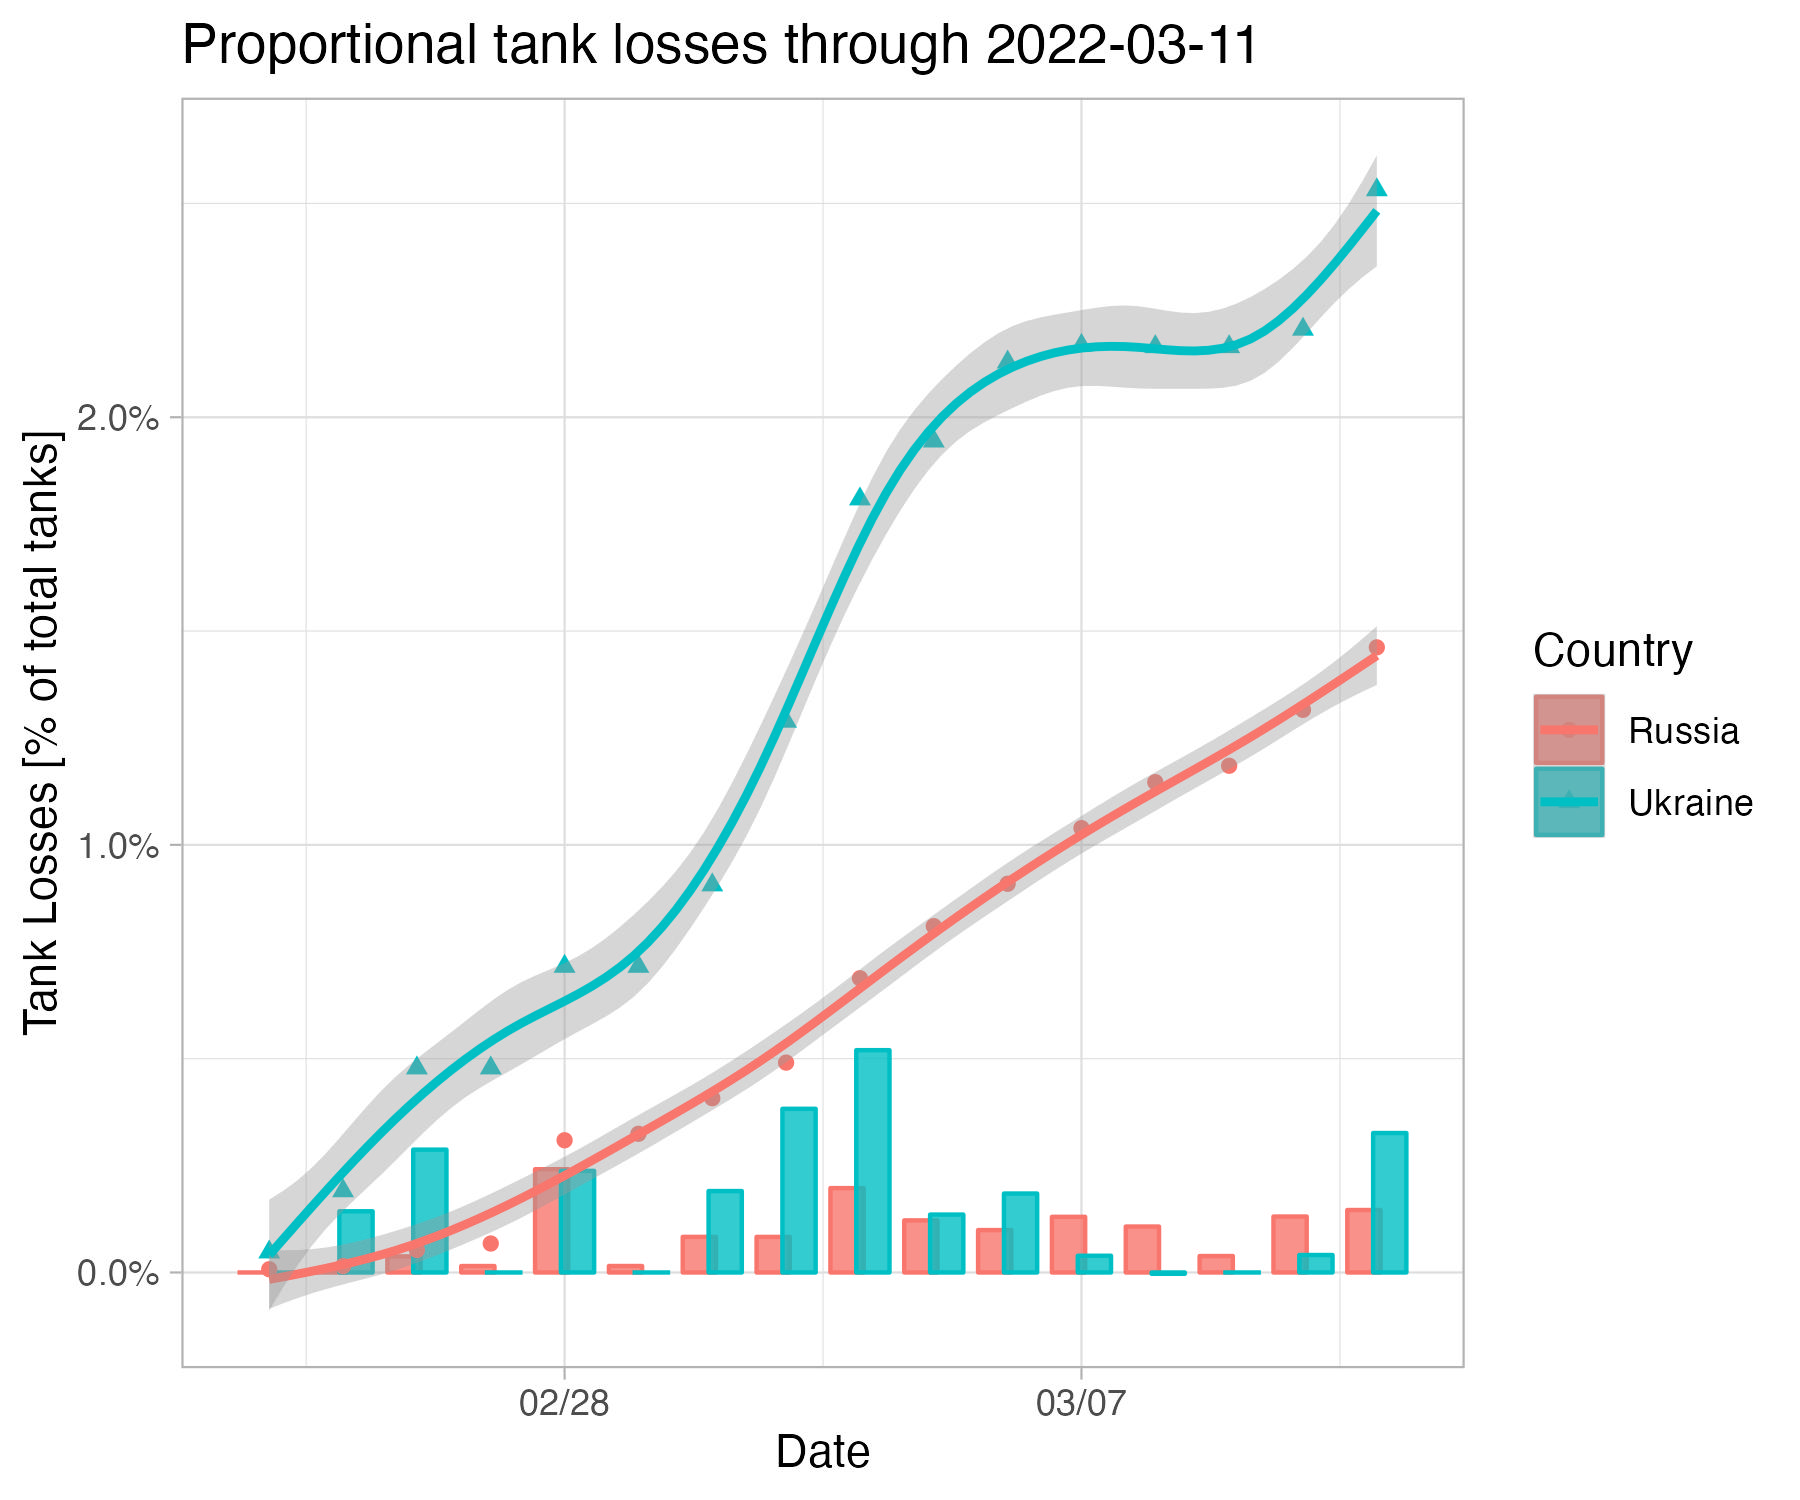 Proportional tank losses through 2022-03-11
Tank Losses [% of total tanks]
2.0%
1.0%
0.0%
02/28
03/07
Date
Country
Russia
Ukraine